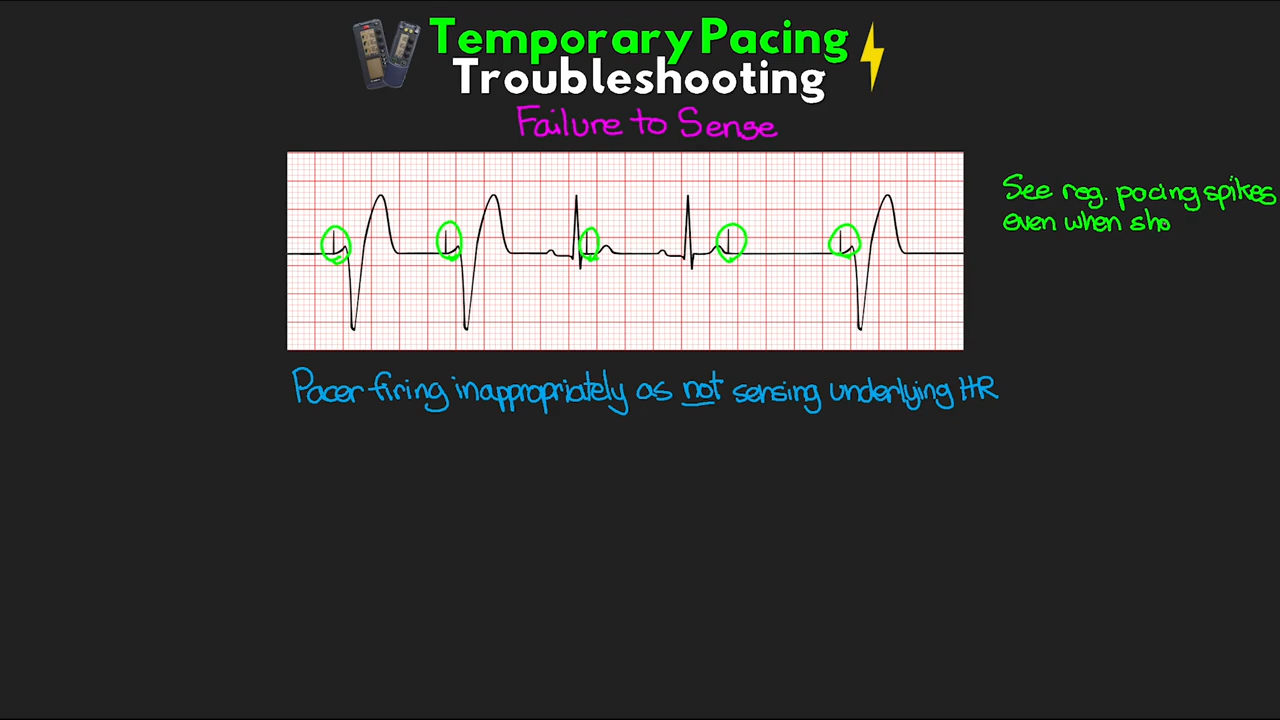 Temporary Pacing
Troubleshooting
Failure to Sense
See reg. pacing spikes
even when sho
Pacer firing inappropriately as not sensing underlying HR